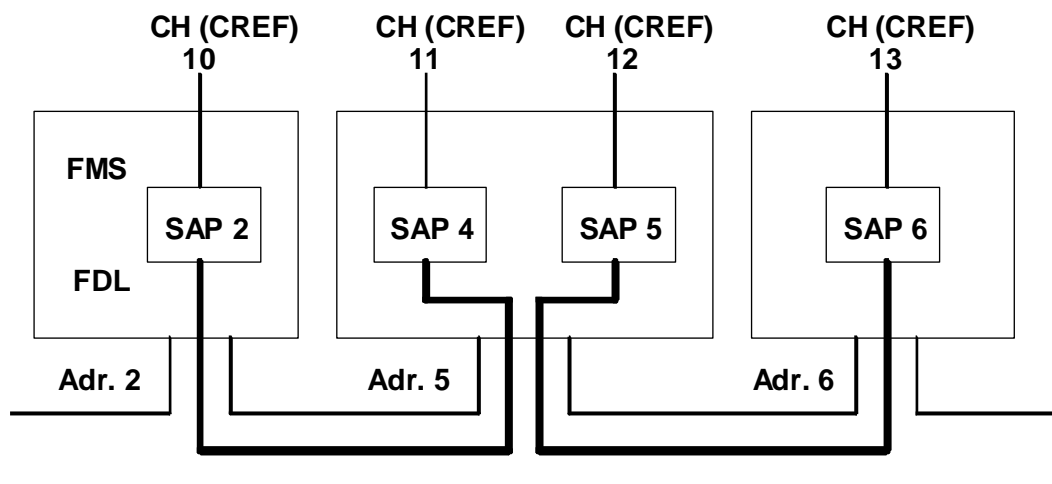 CH (CREF)
10
CH (CREF)
11
CH (CREF)
12
CH (CREF)
13
FMS
SAP 2
SAP 4
SAP 5
SAP 6
FDL
Adr. 2
Adr. 5
Adr. 6